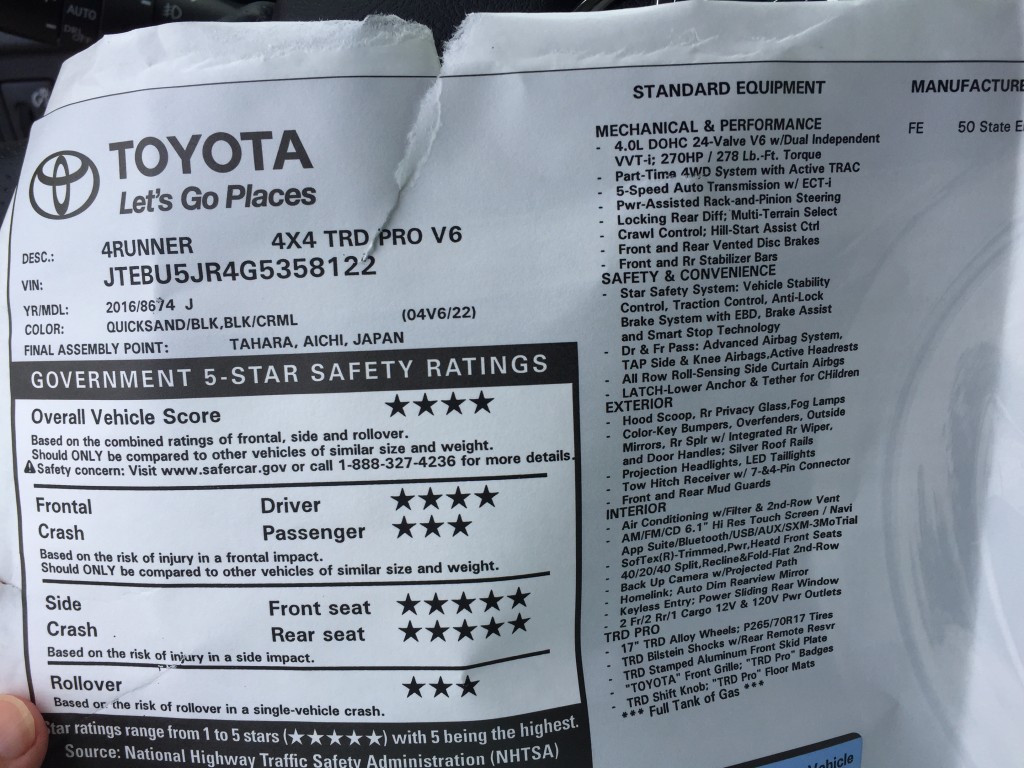 AUTO
TOYOTA
Let's Go Places
DESC.: 4RUNNER 4X4 TRD PRO V6
VIN: JTEBU5JR4G5358122
YR/MDL: 2016/8674 J
COLOR: QUICKSAND/BLK,BLK/CRML (04V6/22)
FINAL ASSEMBLY POINT: TAHARA, AICHI, JAPAN
GOVERNMENT 5-STAR SAFETY RATINGS
Overall Vehicle Score ★★★★
Based on the combined ratings of frontal, side and rollover.
Should ONLY be compared to other vehicles of similar size and weight.
⚠Safety concern: Visit www.safercar.gov or call 1-888-327-4236 for more details.
Frontal Driver ★★★★
Crash Passenger ★★★
Based on the risk of injury in a frontal impact.
Should ONLY be compared to other vehicles of similar size and weight.
Side Front seat ★★★★★
Crash Rear seat ★★★★★
Based on the risk of injury in a side impact.
Rollover ★★★
Based on the risk of rollover in a single-vehicle crash.
Star ratings range from 1 to 5 stars (★★★★★) with 5 being the highest.
Source: National Highway Traffic Safety Administration (NHTSA)
STANDARD EQUIPMENT
MECHANICAL & PERFORMANCE
- 4.0L DOHC 24-Valve V6 w/Dual Independent
VVT-i; 270HP / 278 Lb.-Ft. Torque
- Part-Time 4WD System with Active TRAC
- 5-Speed Auto Transmission w/ ECT-i
- Pwr-Assisted Rack-and-Pinion Steering
- Locking Rear Diff; Multi-Terrain Select
- Crawl Control; Hill-Start Assist Ctrl
- Front and Rear Vented Disc Brakes
- Front and Rr Stabilizer Bars
SAFETY & CONVENIENCE
- Star Safety System: Vehicle Stability
Control, Traction Control, Anti-Lock
Brake System with EBD, Brake Assist
and Smart Stop Technology
- Dr & Fr Pass: Advanced Airbag System,
TAP Side & Knee Airbags,Active Headrests
- All Row Roll-Sensing Side Curtain Airbgs
- LATCH-Lower Anchor & Tether for CHildren
EXTERIOR
- Hood Scoop, Rr Privacy Glass,Fog Lamps
- Color-Key Bumpers, Overfenders, Outside
Mirrors, Rr Splr w/ Integrated Rr Wiper,
and Door Handles; Silver Roof Rails
- Projection Headlights, LED Taillights
- Tow Hitch Receiver w/ 7-&4-Pin Connector
- Front and Rear Mud Guards
INTERIOR
- Air Conditioning w/Filter & 2nd-Row Vent
- AM/FM/CD 6.1" Hi Res Touch Screen / Navi
App Suite/Bluetooth/USB/AUX/SXM-3MoTrial
- SofTex(R)-Trimmed,Pwr,Heatd Front Seats
- 40/20/40 Split,Recline&Fold-Flat 2nd-Row
- Back Up Camera w/Projected Path
- Homelink; Auto Dim Rearview Mirror
- Keyless Entry; Power Sliding Rear Window
- 2 Fr/2 Rr/1 Cargo 12V & 120V Pwr Outlets
TRD PRO
- 17" TRD Alloy Wheels; P265/70R17 Tires
- TRD Bilstein Shocks w/Rear Remote Resvr
- TRD Stamped Aluminum Front Skid Plate
- "TOYOTA" Front Grille; "TRD Pro" Badges
- TRD Shift Knob; "TRD Pro" Floor Mats
- *** Full Tank of Gas ***
MANUFACTURE
FE 50 State E
Vehicle